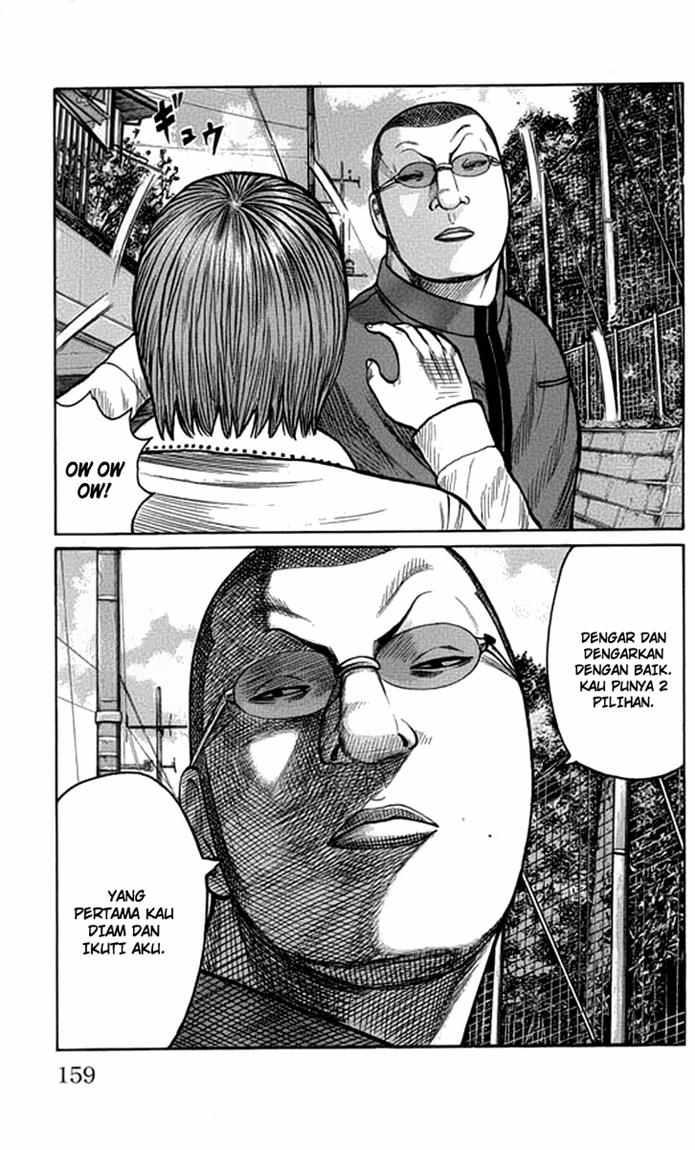 ギュウ
OW OW
OW!
DENGAR DAN
DENGARKAN
DENGAN BAIK.
KAU PUNYA 2
PILIHAN.
YANG
PERTAMA KAU
DIAM DAN
IKUTI AKU.
159